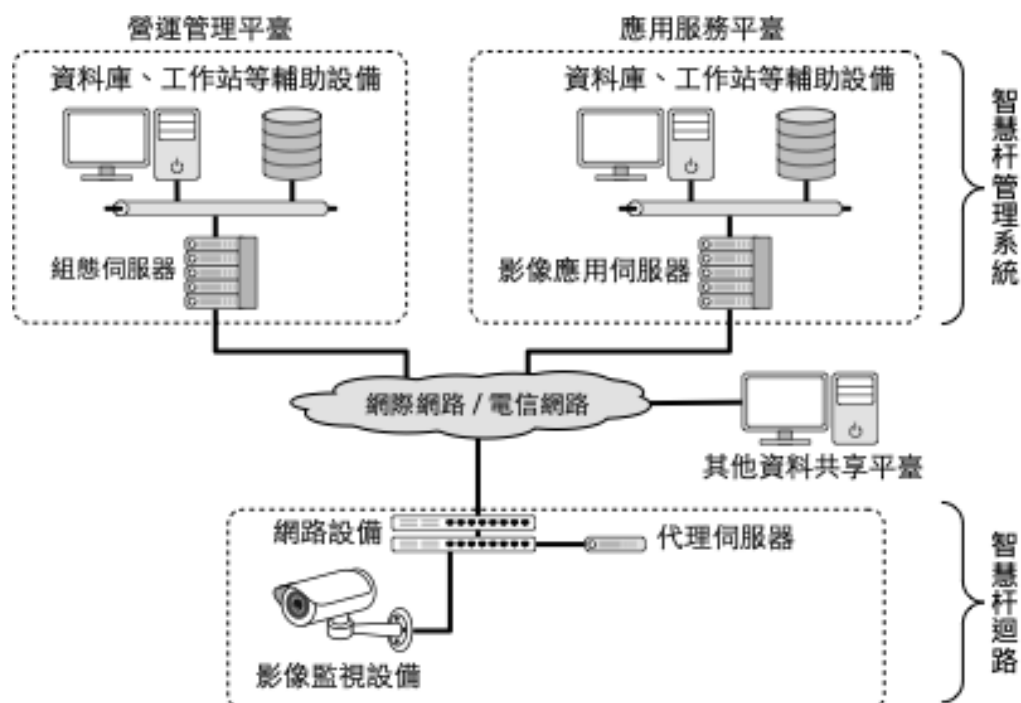 營運管理平臺
應用服務平臺
資料庫、工作站等輔助設備
資料庫、工作站等輔助設備
組態伺服器
影像應用伺服器
智慧杆管理系統
網際網路 / 電信網路
其他資料共享平臺
網路設備
代理伺服器
影像監視設備
智慧杆迴路